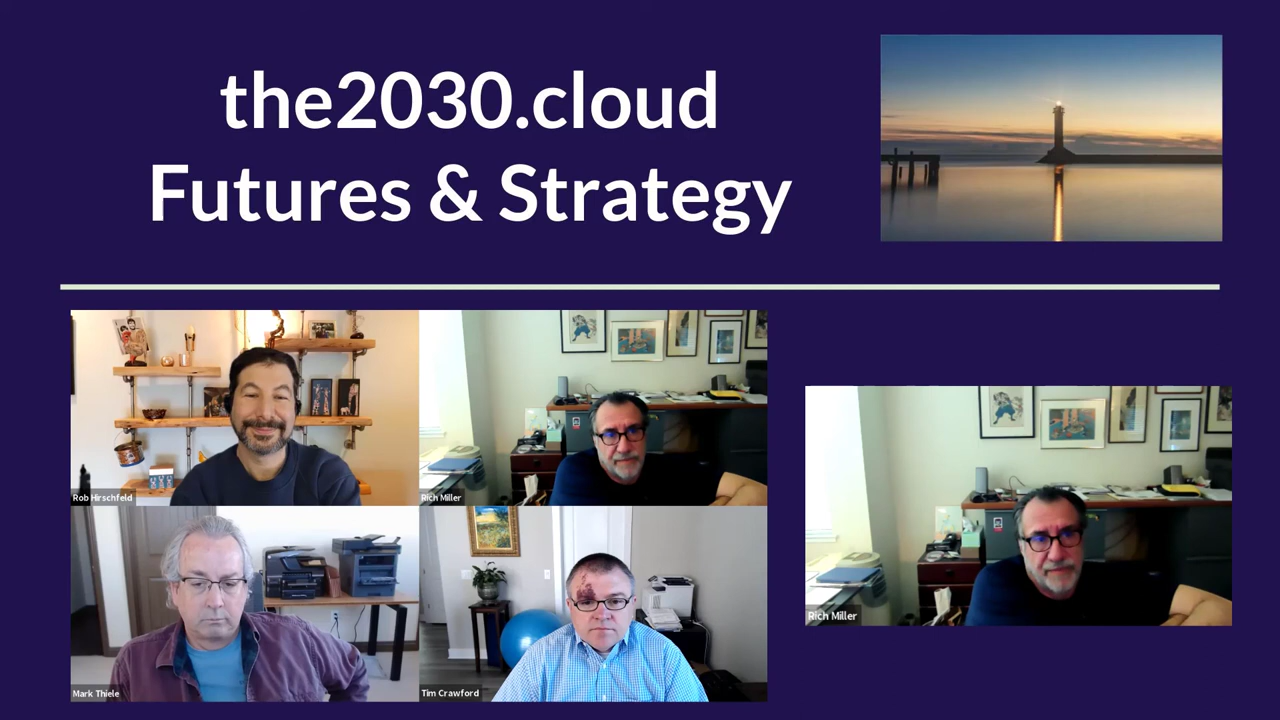 the2030.cloud
Futures & Strategy
Rob Hirschfeld
Rich Miller
Mark Thiele
Tim Crawford
Rich Miller